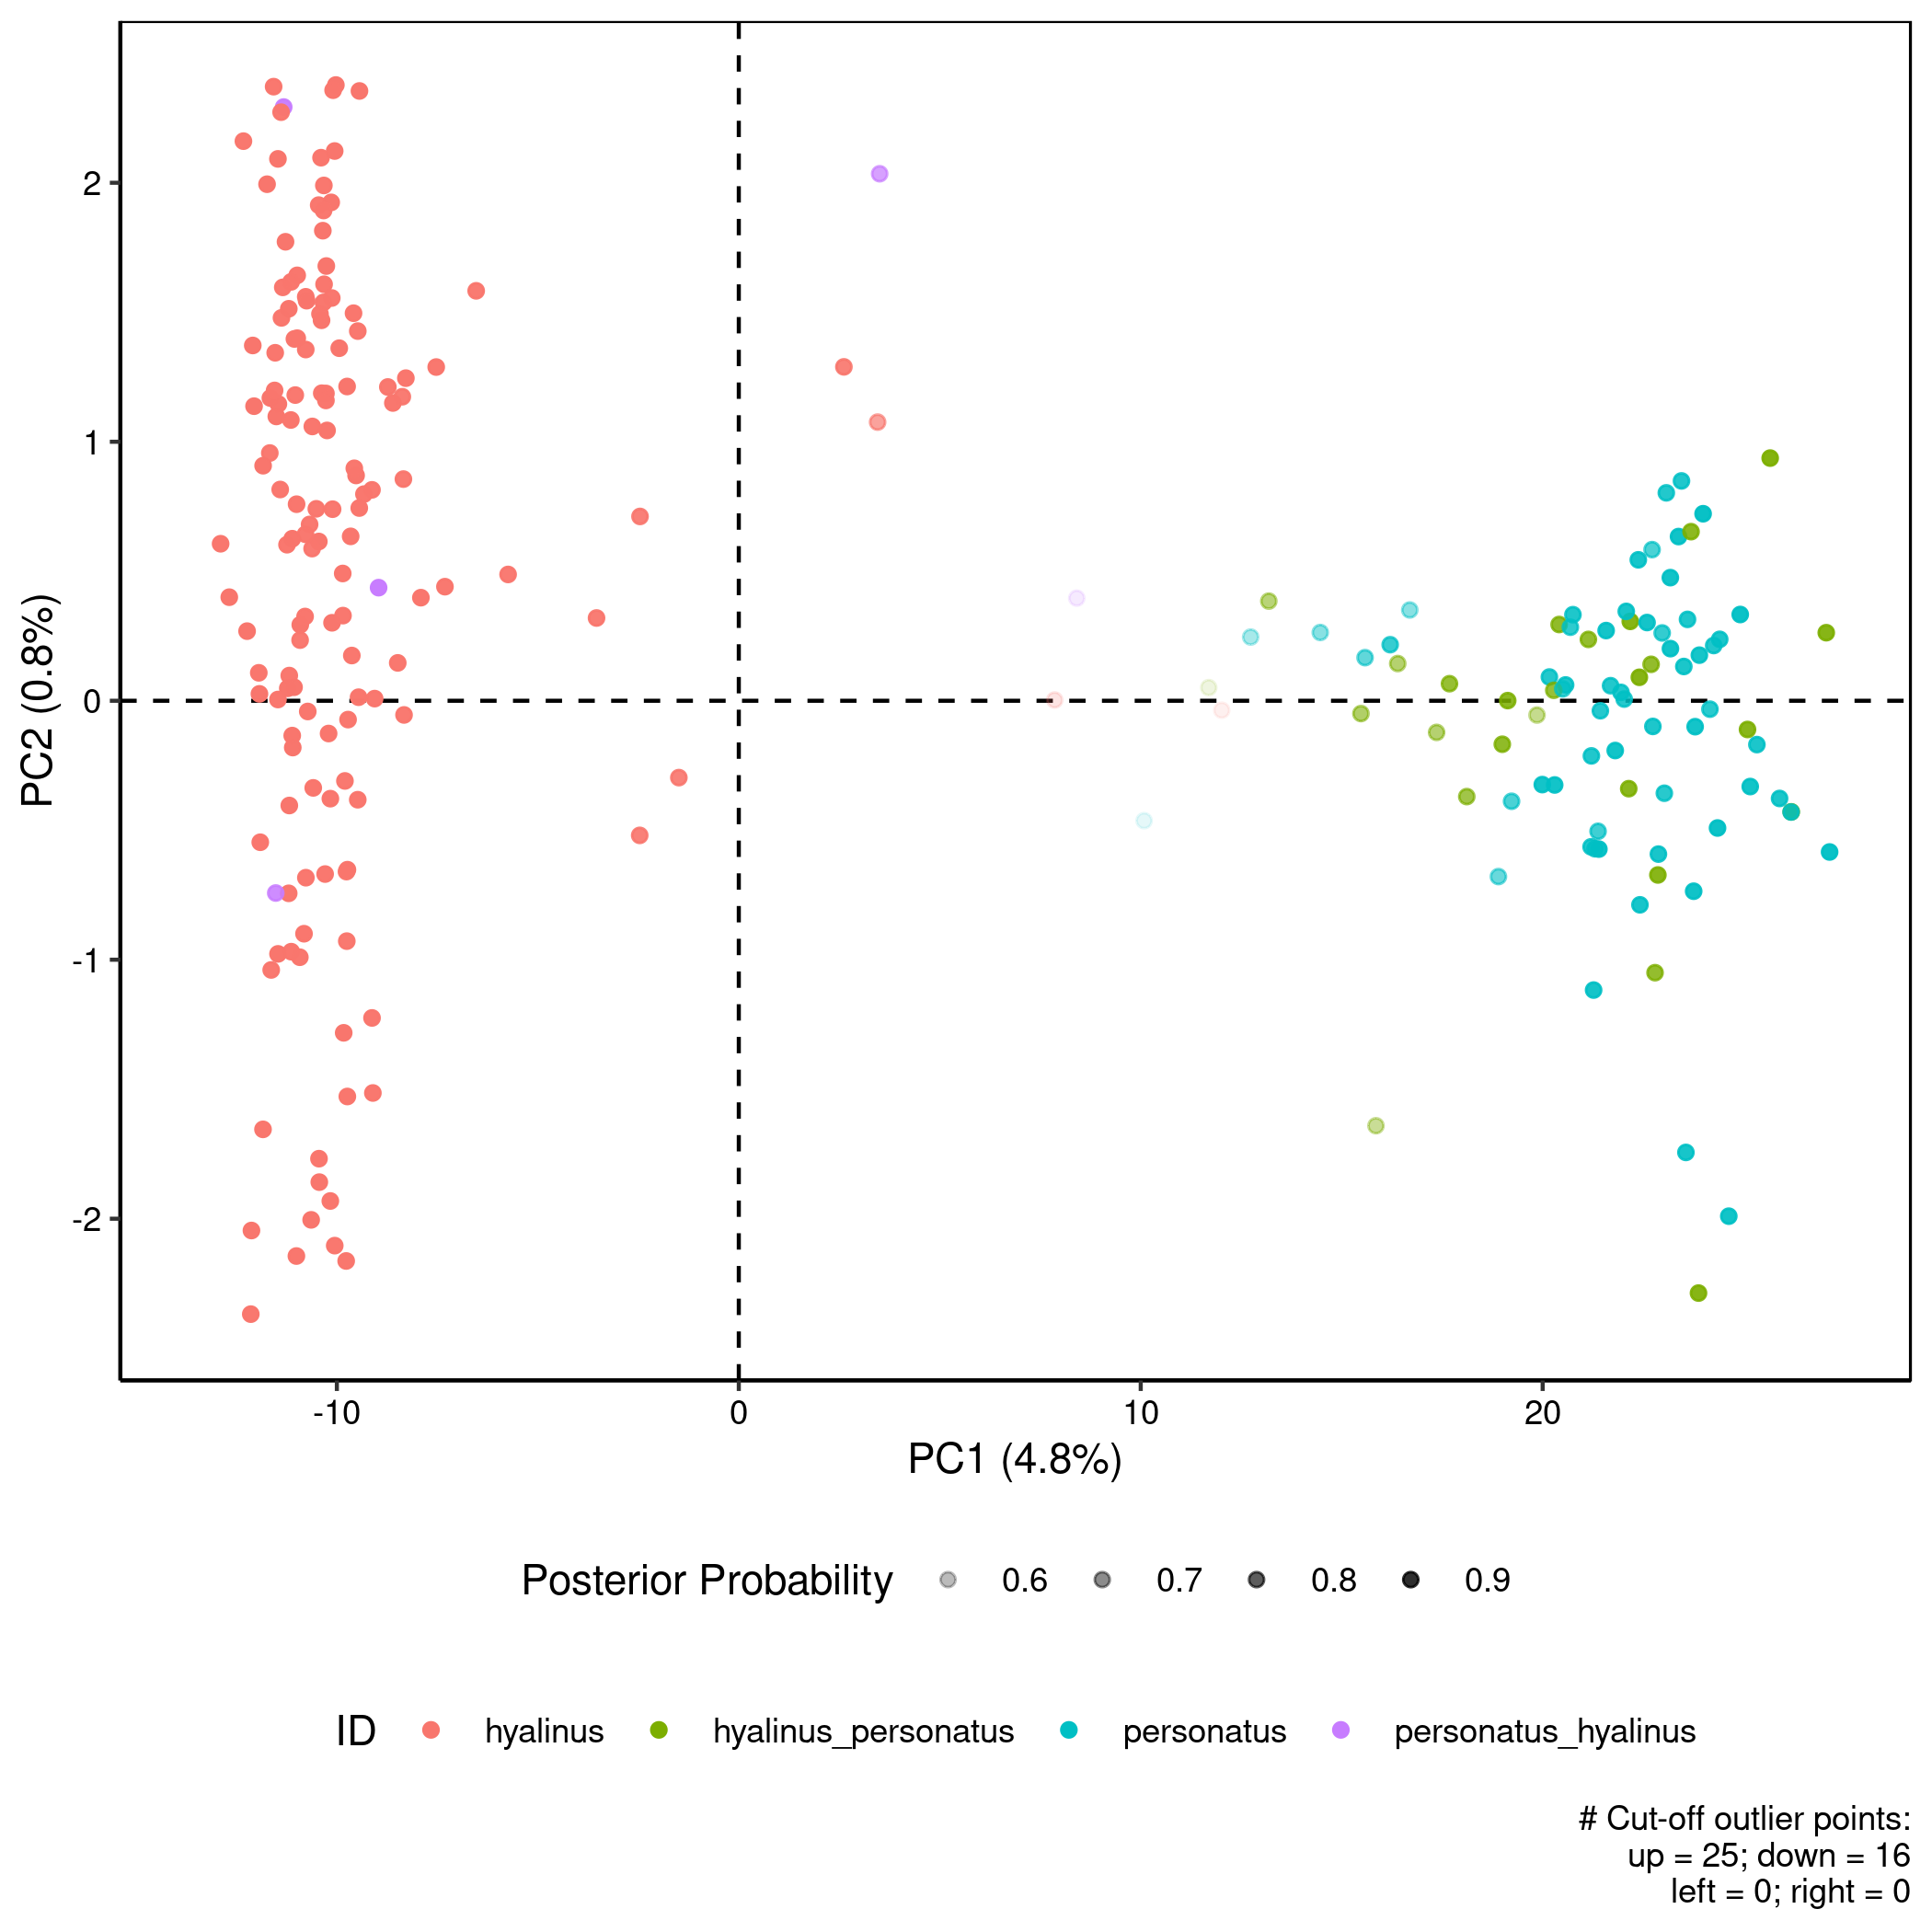 PC2 (0.8%)
2
1
0
-1
-2
-10 0 10 20
PC1 (4.8%)
Posterior Probability 0.6 0.7 0.8 0.9
ID hyalinus hyalinus_personatus personatus personatus_hyalinus
# Cut-off outlier points:
up = 25; down = 16
left = 0; right = 0